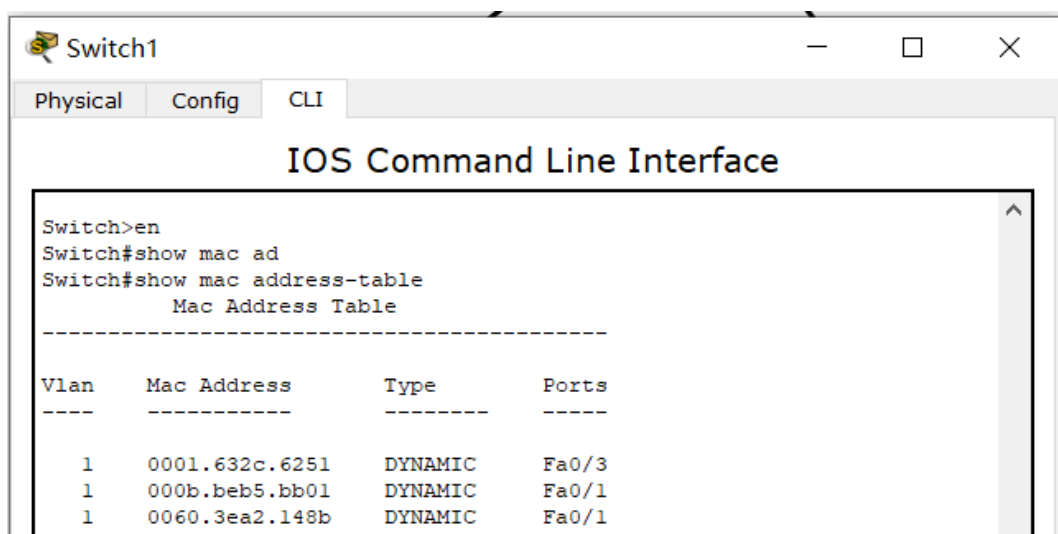 Switch1
Physical Config CLI
IOS Command Line Interface
Switch>en
Switch#show mac ad
Switch#show mac address-table
Mac Address Table
-------------------------------------------
Vlan Mac Address Type Ports
---- ----------- -------- -----
1 0001.632c.6251 DYNAMIC Fa0/3
1 000b.beb5.bb01 DYNAMIC Fa0/1
1 0060.3ea2.148b DYNAMIC Fa0/1